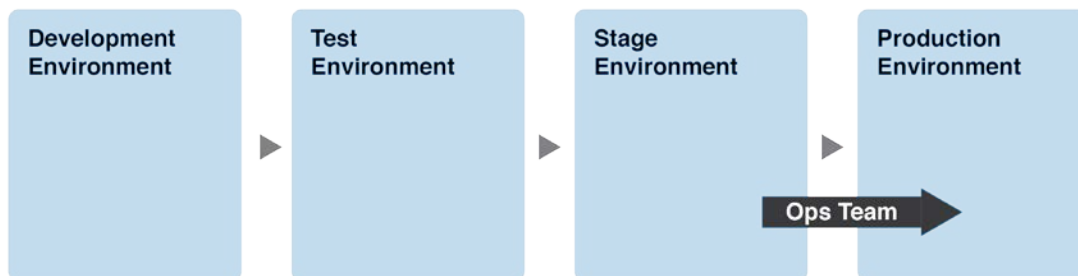 Development
Environment
Test
Environment
Stage
Environment
Production
Environment
Ops Team